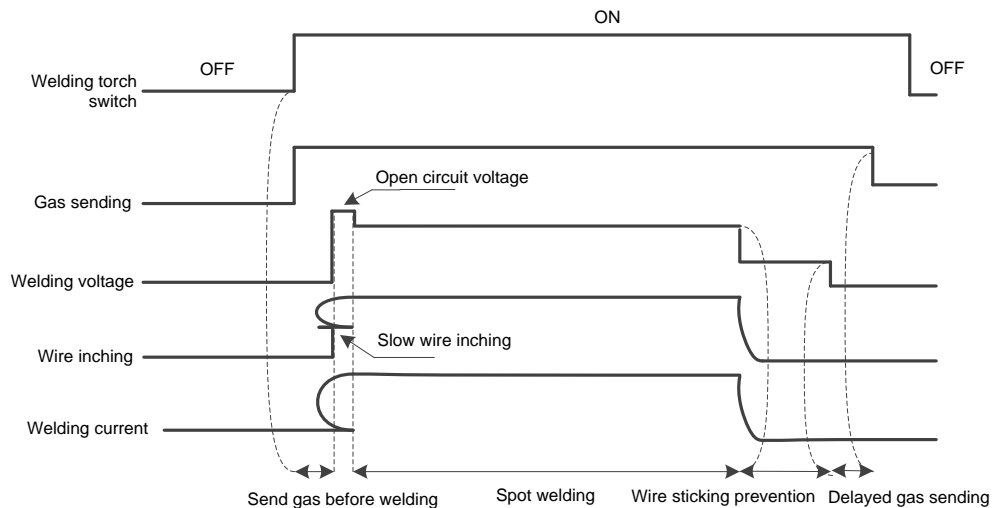 ON
OFF
OFF
Welding torch
switch
Open circuit voltage
Gas sending
Welding voltage
Slow wire inching
Wire inching
Welding current
Send gas before welding
Spot welding
Wire sticking prevention
Delayed gas sending